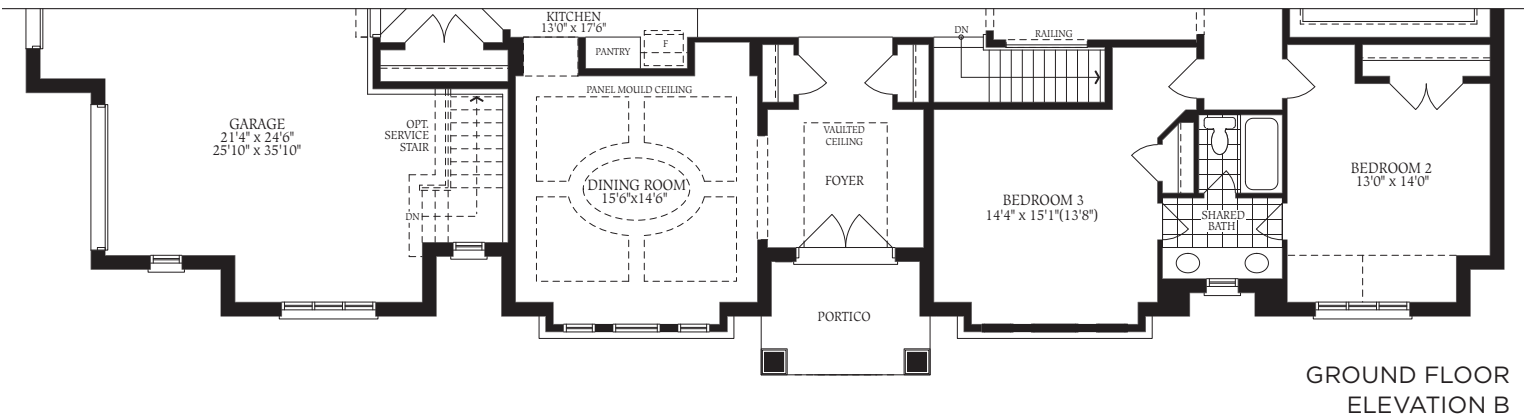 KITCHEN
13'0" x 17'6"
PANTRY
F
DN
RAILING
PANEL MOULD CEILING
GARAGE
21'4" x 24'6"
25'10" x 35'10"
OPT.
SERVICE
STAIR
DN
DINING ROOM
15'6"x14'6"
VAULTED
CEILING
FOYER
BEDROOM 3
14'4" x 15'1"(13'8")
SHARED
BATH
BEDROOM 2
13'0" x 14'0"
PORTICO
GROUND FLOOR
ELEVATION B